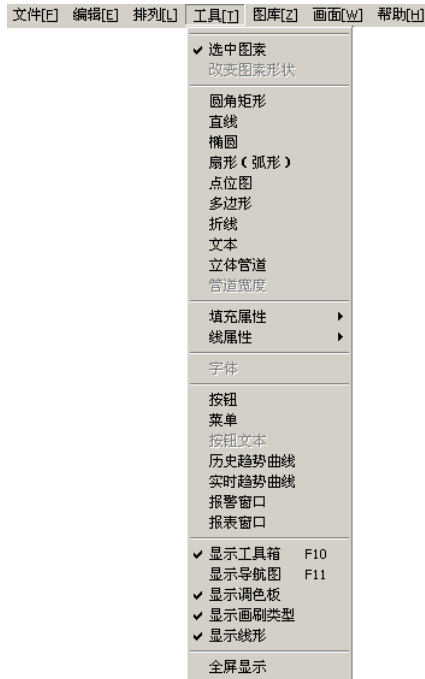 文件[F] 编辑[E] 排列[L] 工具[T] 图库[Z] 画面[W] 帮助[H]
选中图素
改变图素形状
圆角矩形
直线
椭圆
扇形（弧形）
点位图
多边形
折线
文本
立体管道
管道宽度
填充属性
线属性
字体
按钮
菜单
按钮文本
历史趋势曲线
实时趋势曲线
报警窗口
报表窗口
显示工具箱 F10
显示导航图 F11
显示调色板
显示画刷类型
显示线形
全屏显示